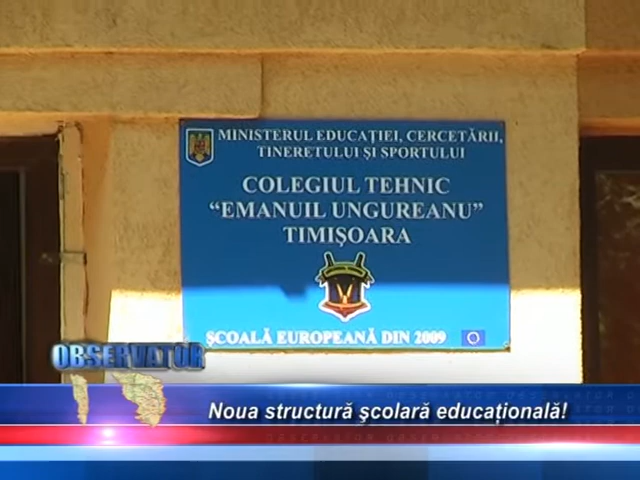 MINISTERUL EDUCAŢIEI, CERCETĂRII,
TINERETULUI ŞI SPORTULUI
COLEGIUL TEHNIC
“EMANUIL UNGUREANU”
TIMIŞOARA
ŞCOALĂ EUROPEANĂ DIN 2009
OBSERVATOR
Noua structură şcolară educaţională!